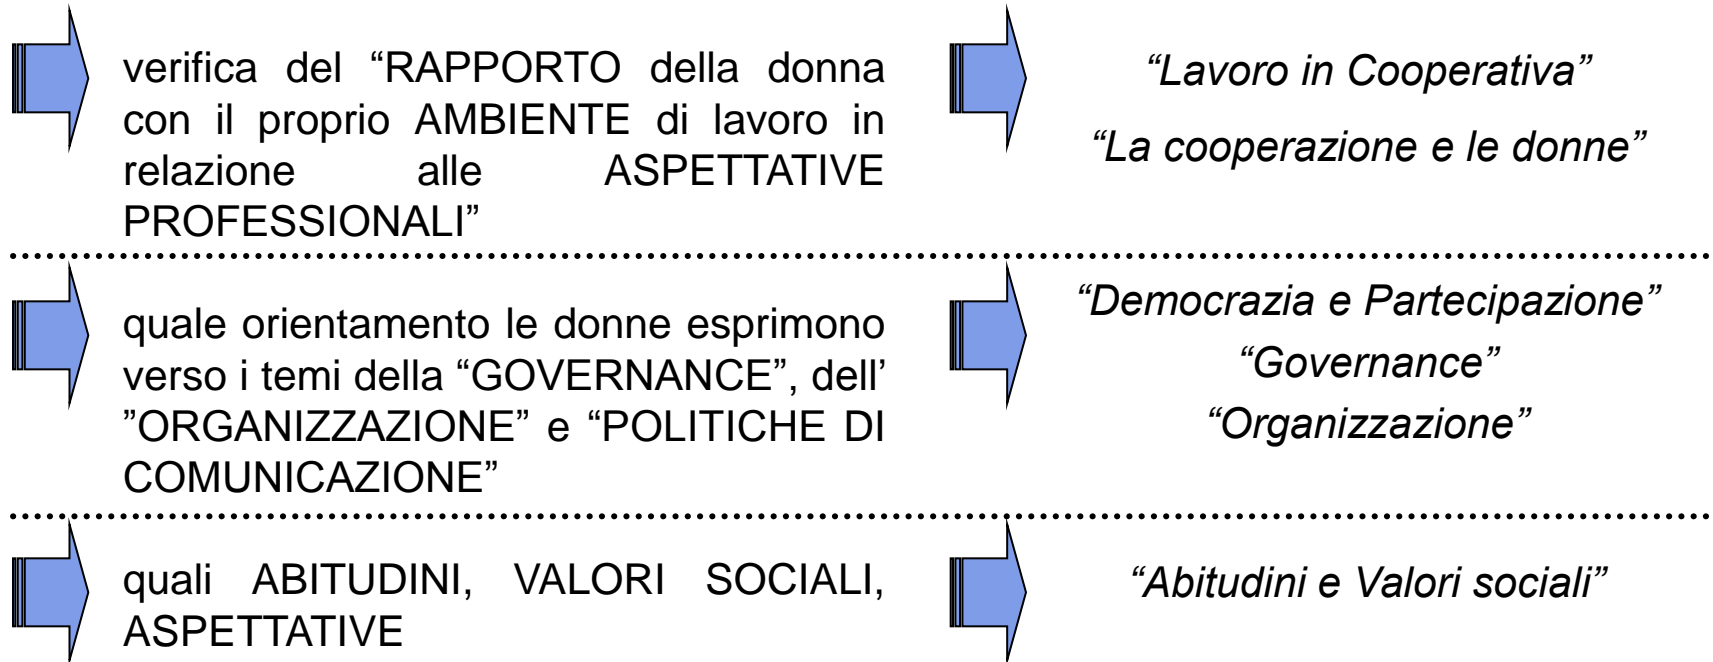 verifica del “RAPPORTO della donna
con il proprio AMBIENTE di lavoro in
relazione alle ASPETTATIVE
PROFESSIONALI”
“Lavoro in Cooperativa”
“La cooperazione e le donne”
quale orientamento le donne esprimono
verso i temi della “GOVERNANCE”, dell’
”ORGANIZZAZIONE” e “POLITICHE DI
COMUNICAZIONE”
“Democrazia e Partecipazione”
“Governance”
“Organizzazione”
quali ABITUDINI, VALORI SOCIALI,
ASPETTATIVE
“Abitudini e Valori sociali”